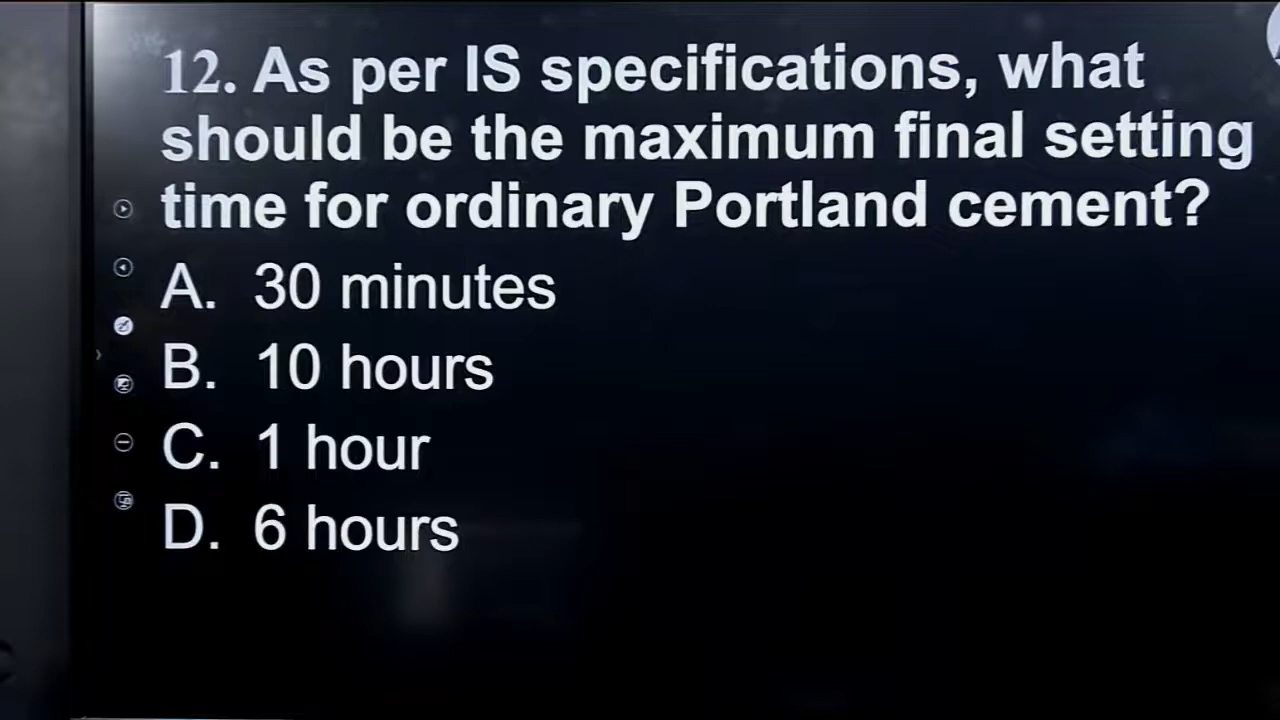 12. As per IS specifications, what
should be the maximum final setting
time for ordinary Portland cement?
A. 30 minutes
B. 10 hours
C. 1 hour
D. 6 hours